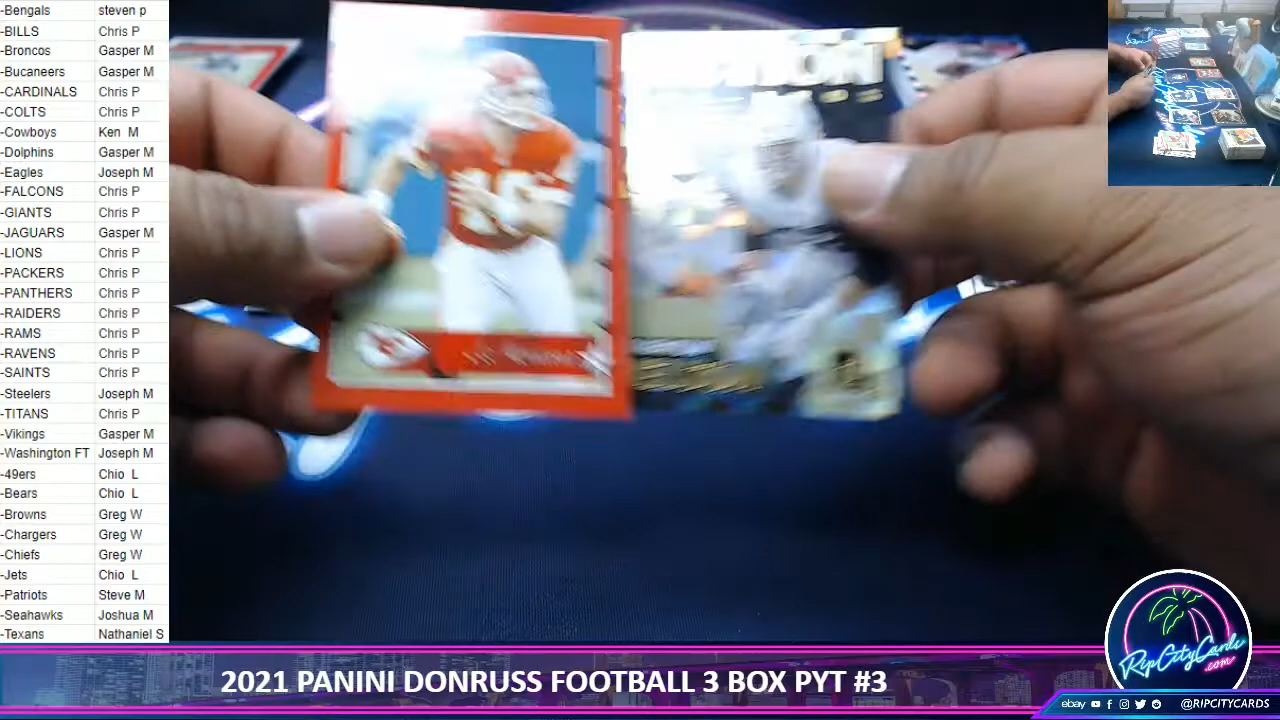 -Bengals steven p
-BILLS Chris P
-Broncos Gasper M
-Bucaneers Gasper M
-CARDINALS Chris P
-COLTS Chris P
-Cowboys Ken M
-Dolphins Gasper M
-Eagles Joseph M
-FALCONS Chris P
-GIANTS Chris P
-JAGUARS Gasper M
-LIONS Chris P
-PACKERS Chris P
-PANTHERS Chris P
-RAIDERS Chris P
-RAMS Chris P
-RAVENS Chris P
-SAINTS Chris P
-Steelers Joseph M
-TITANS Chris P
-Vikings Gasper M
-Washington FT Joseph M
-49ers Chio L
-Bears Chio L
-Browns Greg W
-Chargers Greg W
-Chiefs Greg W
-Jets Chio L
-Patriots Steve M
-Seahawks Joshua M
-Texans Nathaniel S
RipCityCards
.com
2021 PANINI DONRUSS FOOTBALL 3 BOX PYT #3
ebay @RIPCITYCARDS